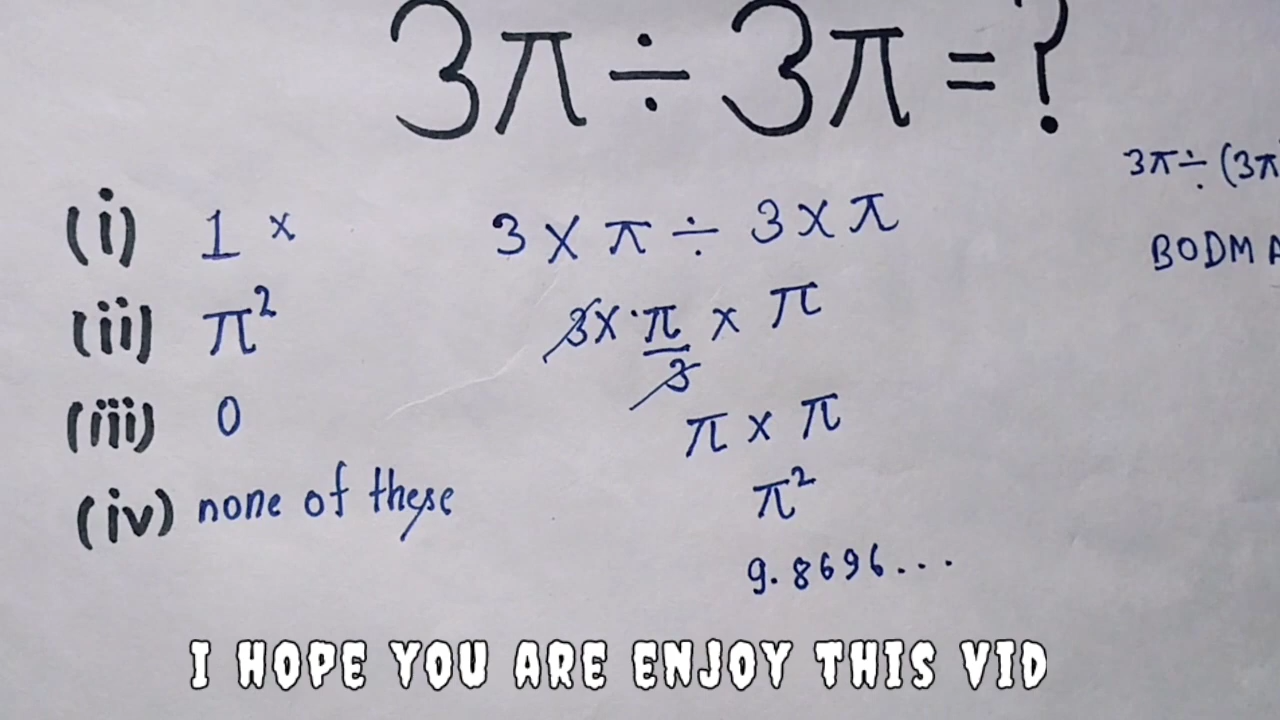 3π ÷ 3π = ?
3π ÷ (3π
(i) 1 ×
3 × π ÷ 3 × π
BODMA
(ii) π²
3 × π/3 × π
(iii) 0
π × π
(iv) none of these
π²
9.8696...
I HOPE YOU ARE ENJOY THIS VID